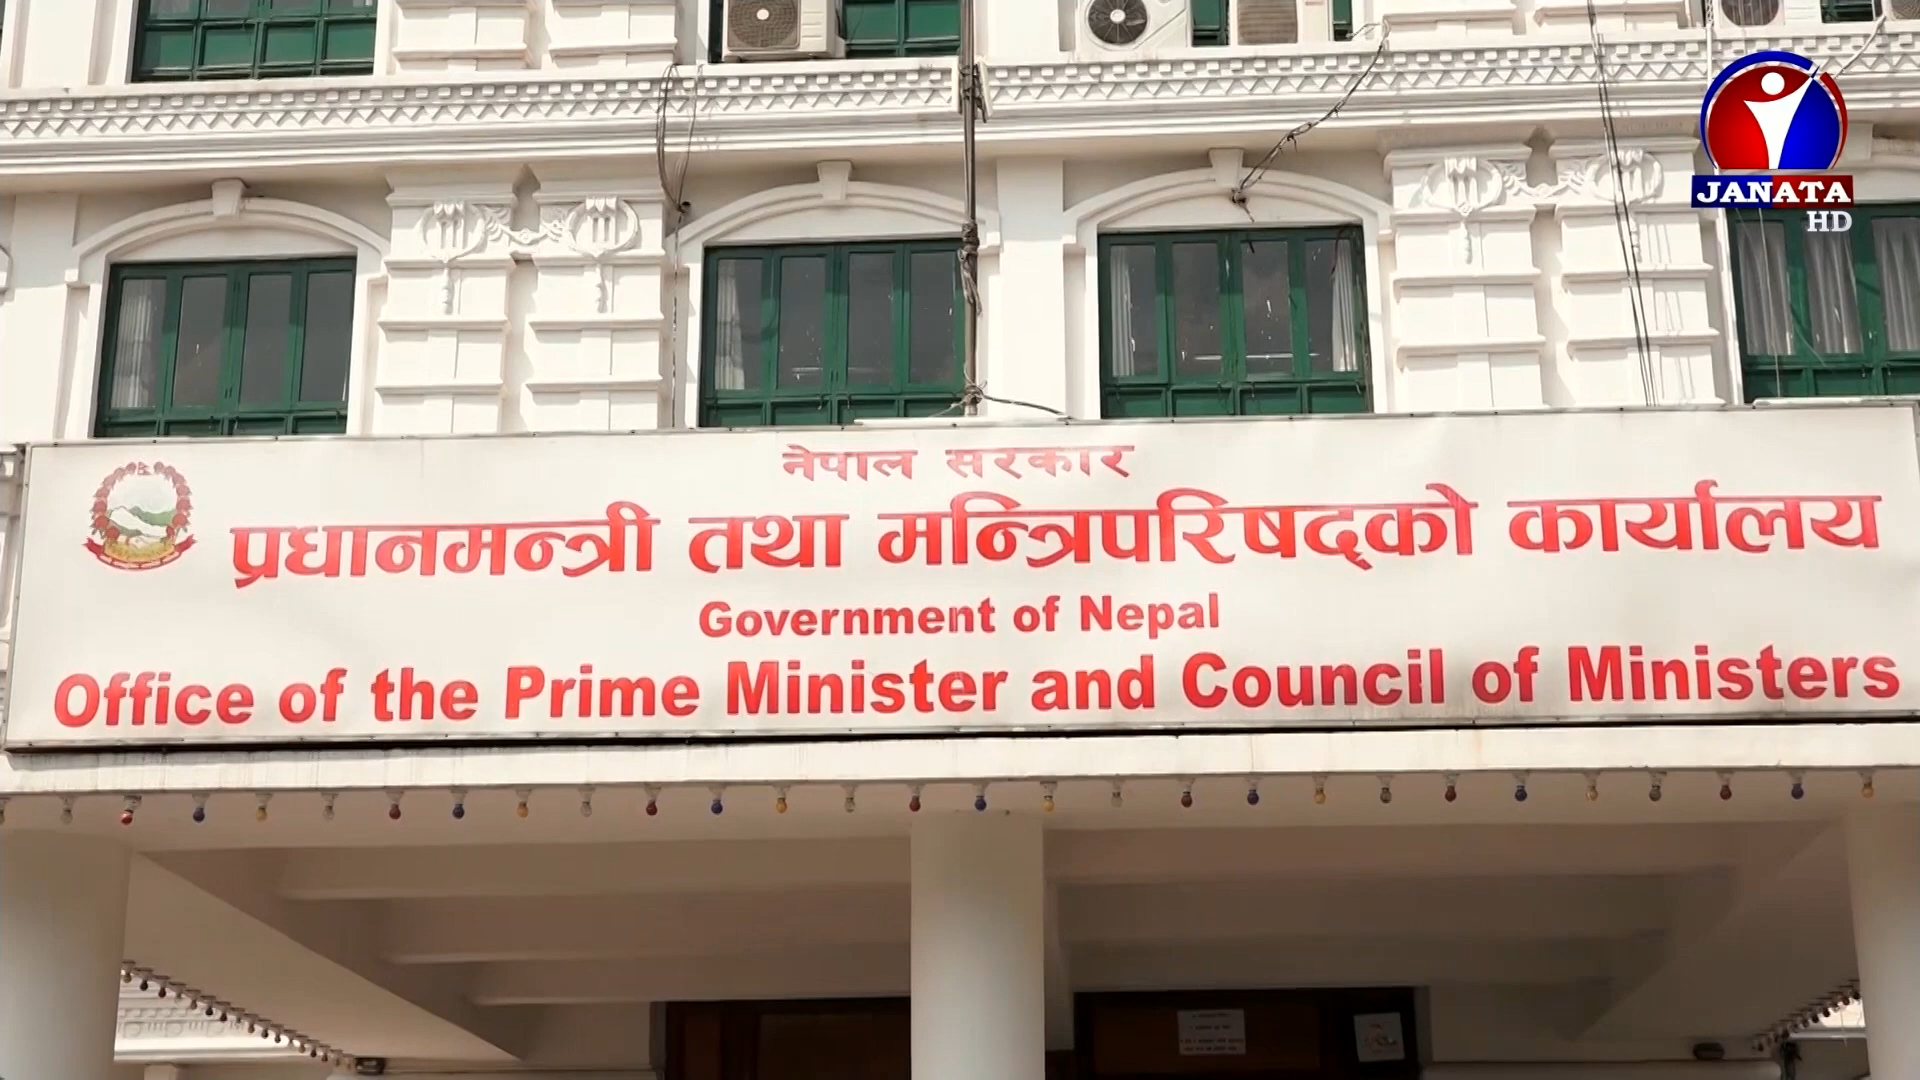 JANATA
HD
नेपाल सरकार
प्रधानमन्त्री तथा मन्त्रिपरिषद्को कार्यालय
Government of Nepal
Office of the Prime Minister and Council of Ministers